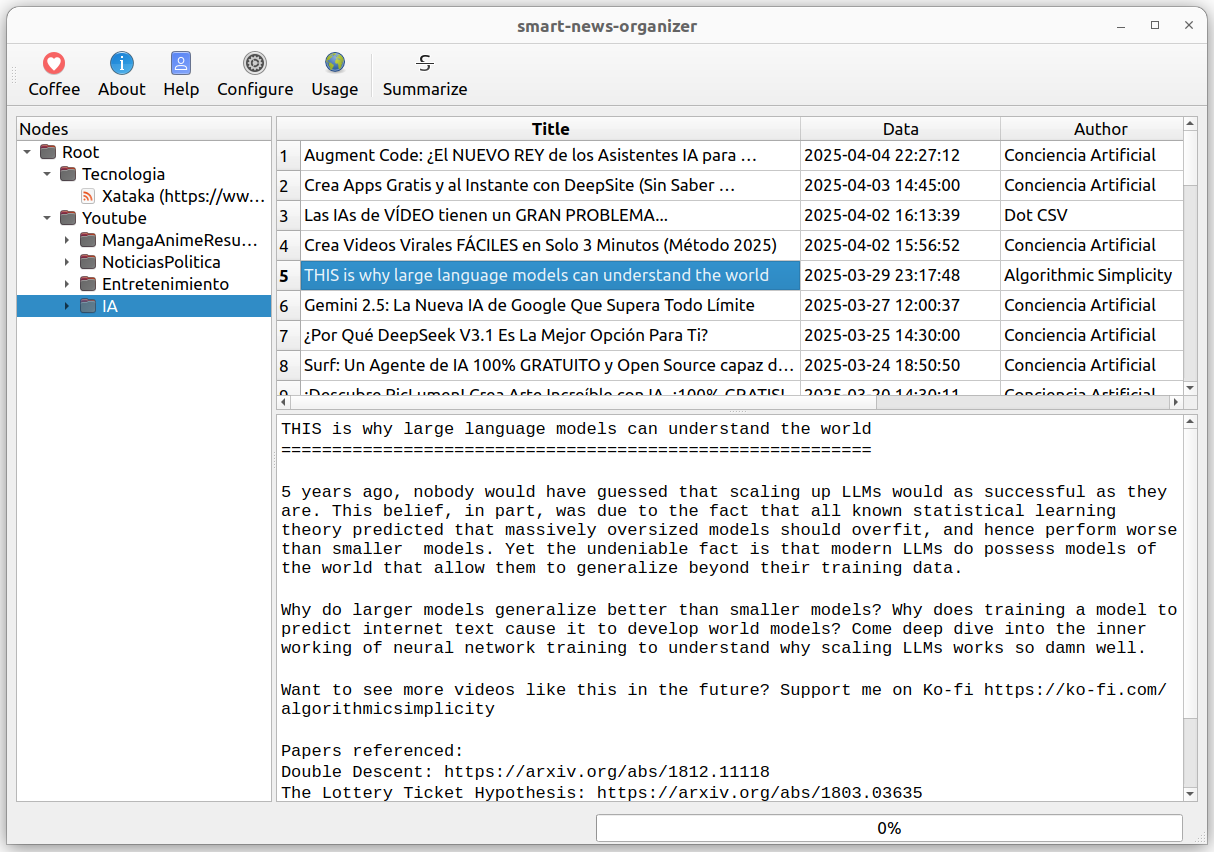 smart-news-organizer
Coffee About Help Configure Usage Summarize
Nodes
Root
Tecnologia
Xataka (https://ww...
Youtube
MangaAnimeResu...
NoticiasPolitica
Entretenimiento
IA
Title Data Author
1 Augment Code: ¿El NUEVO REY de los Asistentes IA para ... 2025-04-04 22:27:12 Conciencia Artificial
2 Crea Apps Gratis y al Instante con DeepSite (Sin Saber ... 2025-04-03 14:45:00 Conciencia Artificial
3 Las IAs de VÍDEO tienen un GRAN PROBLEMA... 2025-04-02 16:13:39 Dot CSV
4 Crea Videos Virales FÁCILES en Solo 3 Minutos (Método 2025) 2025-04-02 15:56:52 Conciencia Artificial
5 THIS is why large language models can understand the world 2025-03-29 23:17:48 Algorithmic Simplicity
6 Gemini 2.5: La Nueva IA de Google Que Supera Todo Límite 2025-03-27 12:00:37 Conciencia Artificial
7 ¿Por Qué DeepSeek V3.1 Es La Mejor Opción Para Ti? 2025-03-25 14:30:00 Conciencia Artificial
8 Surf: Un Agente de IA 100% GRATUITO y Open Source capaz d... 2025-03-24 18:50:50 Conciencia Artificial
9 ¡Descubre PicLumen! Crea Arte Increíble con IA, ¡100% GRATIS! 2025-03-20 14:30:11 Conciencia Artificial
THIS is why large language models can understand the world
==========================================================
5 years ago, nobody would have guessed that scaling up LLMs would as successful as they
are. This belief, in part, was due to the fact that all known statistical learning
theory predicted that massively oversized models should overfit, and hence perform worse
than smaller  models. Yet the undeniable fact is that modern LLMs do possess models of
the world that allow them to generalize beyond their training data.
Why do larger models generalize better than smaller models? Why does training a model to
predict internet text cause it to develop world models? Come deep dive into the inner
working of neural network training to understand why scaling LLMs works so damn well.
Want to see more videos like this in the future? Support me on Ko-fi https://ko-fi.com/
algorithmicsimplicity
Papers referenced:
Double Descent: https://arxiv.org/abs/1812.11118
The Lottery Ticket Hypothesis: https://arxiv.org/abs/1803.03635
0%